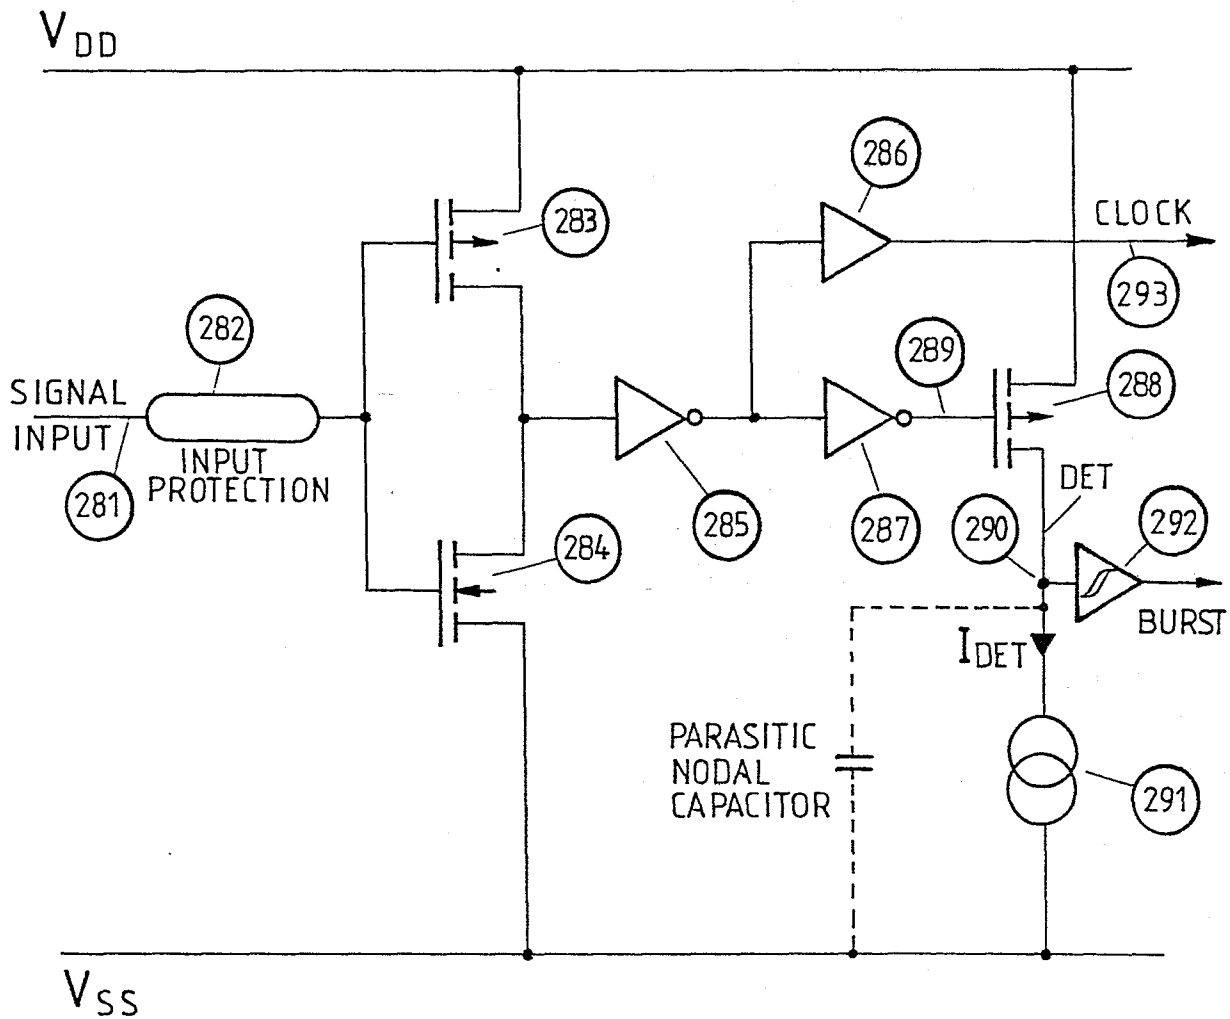 VDD
286
283
CLOCK
293
282
289
288
SIGNAL
INPUT
INPUT
PROTECTION
281
DET
285
287
290
292
284
BURST
IDET
PARASITIC
NODAL
CAPACITOR
291
VSS